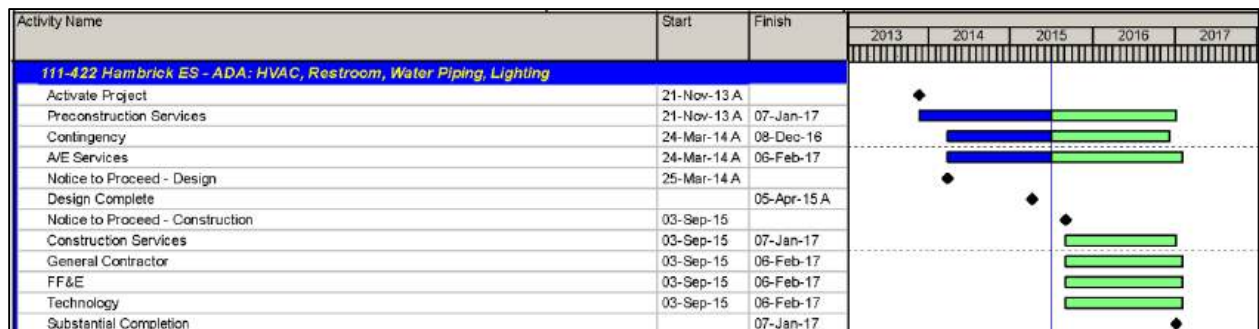 Activity Name Start Finish
2013 2014 2015 2016 2017
111-422 Hambrick ES - ADA: HVAC, Restroom, Water Piping, Lighting
Activate Project 21-Nov-13 A
Preconstruction Services 21-Nov-13 A 07-Jan-17
Contingency 24-Mar-14 A 08-Dec-16
A/E Services 24-Mar-14 A 06-Feb-17
Notice to Proceed - Design 25-Mar-14 A
Design Complete 05-Apr-15 A
Notice to Proceed - Construction 03-Sep-15
Construction Services 03-Sep-15 07-Jan-17
General Contractor 03-Sep-15 06-Feb-17
FF&E 03-Sep-15 06-Feb-17
Technology 03-Sep-15 06-Feb-17
Substantial Completion 07-Jan-17